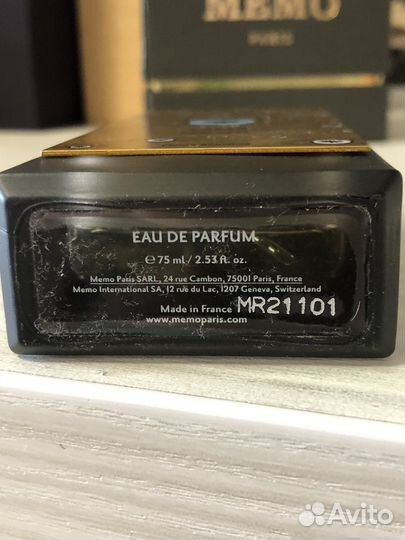 MEMO
PARIS
EAU DE PARFUM
℮ 75 ml / 2.53 fl. oz.
Memo Paris SARL, 24 rue Cambon, 75001 Paris, France
Memo International SA, 12 rue du Lac, 1207 Geneva, Switzerland
Made in France MR21101
www.memoparis.com
Avito